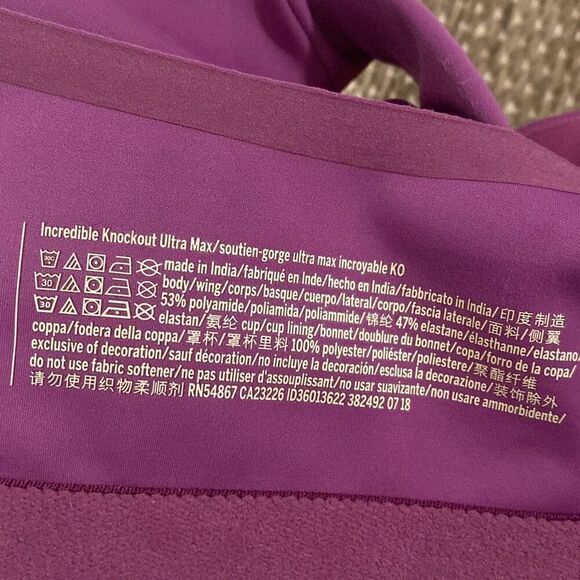 Incredible Knockout Ultra Max/soutien-gorge ultra max incroyable KO
30C made in India/fabriqué en Inde/hecho en India/fabbricato in India/印度制造
30 body/wing/corps/basque/cuerpo/lateral/corpo/fascia laterale/面料/侧翼
30 53% polyamide/poliamida/poliammide/锦纶 47% elastane/élasthanne/elastano/
elastan/氨纶 cup/cup lining/bonnet/doublure du bonnet/copa/forro de la copa/
coppa/fodera della coppa/罩杯/罩杯里料 100% polyester/poliéster/poliestere/聚酯纤维
exclusive of decoration/sauf décoration/no incluye la decoración/esclusa la decorazione/装饰除外
do not use fabric softener/ne pas utiliser d'assouplissant/no usar suavizante/non usare ammorbidente/
请勿使用织物柔顺剂 RN54867 CA23226 ID36013622 382492 07 18